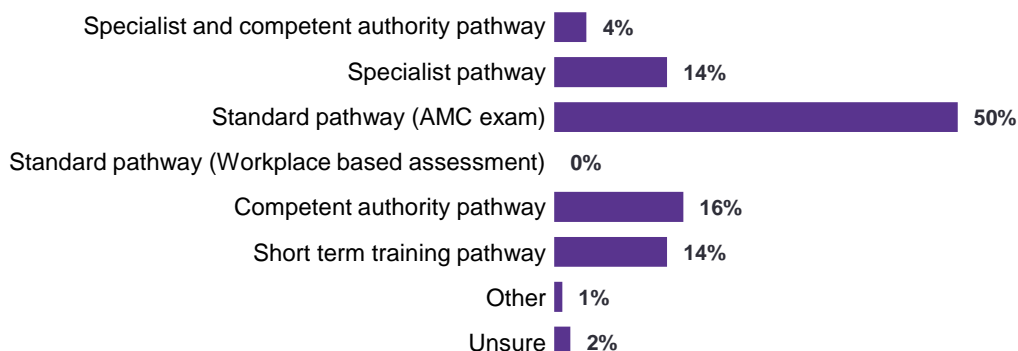 Specialist and competent authority pathway 4%
Specialist pathway 14%
Standard pathway (AMC exam) 50%
Standard pathway (Workplace based assessment) 0%
Competent authority pathway 16%
Short term training pathway 14%
Other 1%
Unsure 2%